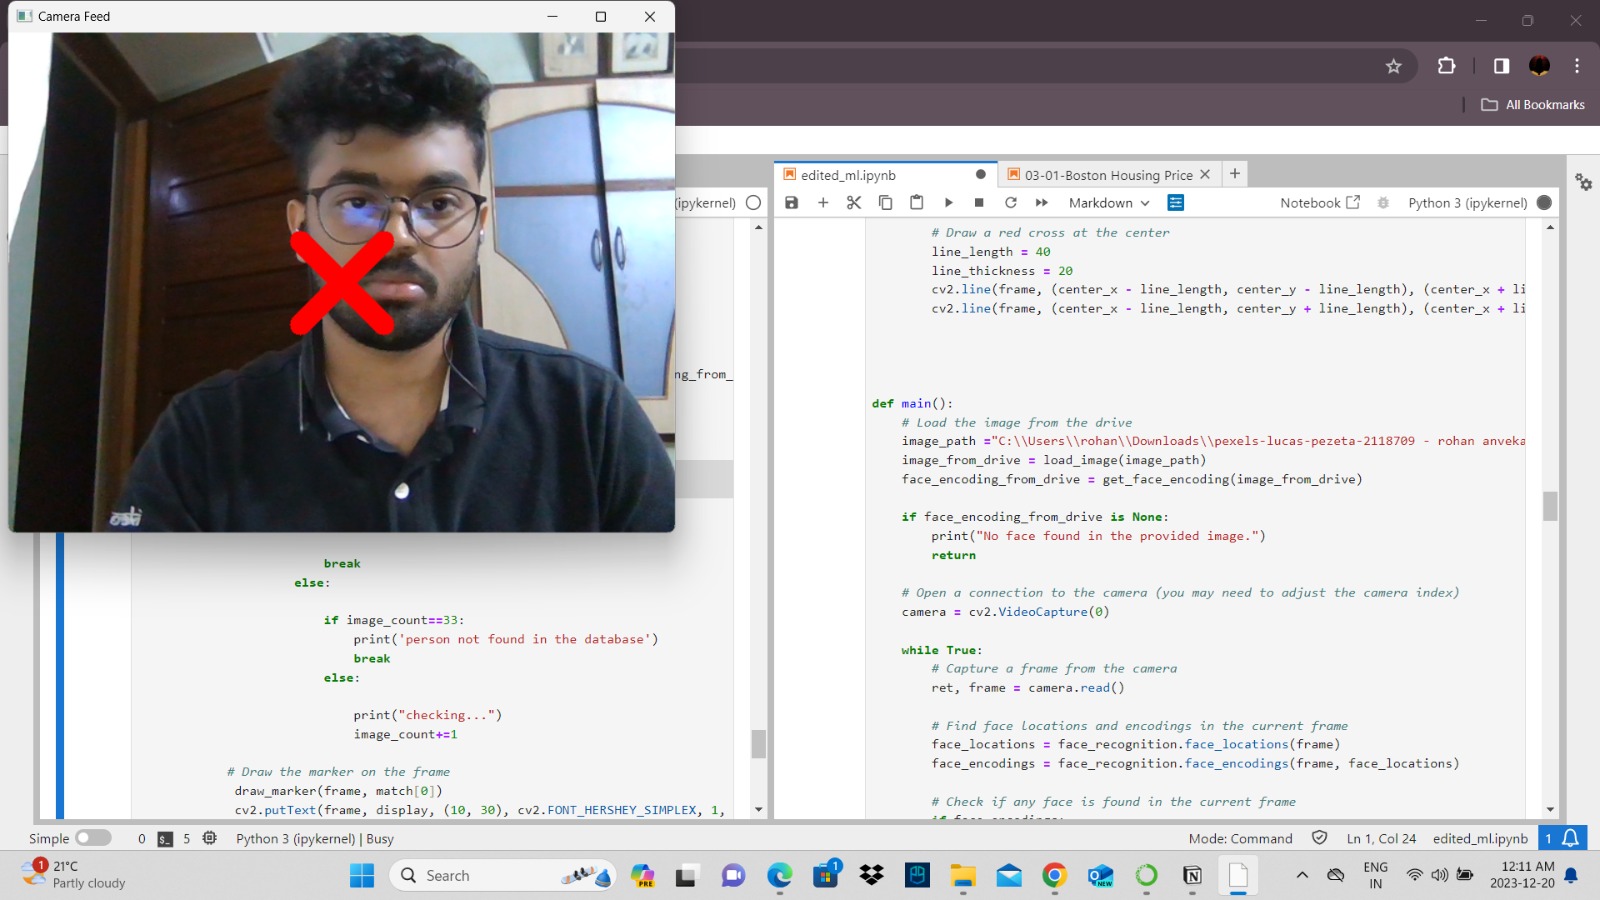 Camera Feed
All Bookmarks
edited_ml.ipynb
03-01-Boston Housing Price
(ipykernel)
Markdown
Notebook
Python 3 (ipykernel)
# Draw a red cross at the center
line_length = 40
line_thickness = 20
cv2.line(frame, (center_x - line_length, center_y - line_length), (center_x + li
cv2.line(frame, (center_x - line_length, center_y + line_length), (center_x + li
ng_from_
def main():
# Load the image from the drive
image_path ="C:\\Users\\rohan\\Downloads\\pexels-lucas-pezeta-2118709 - rohan anveka
image_from_drive = load_image(image_path)
face_encoding_from_drive = get_face_encoding(image_from_drive)
if face_encoding_from_drive is None:
print("No face found in the provided image.")
return
# Open a connection to the camera (you may need to adjust the camera index)
camera = cv2.VideoCapture(0)
while True:
# Capture a frame from the camera
ret, frame = camera.read()
# Find face locations and encodings in the current frame
face_locations = face_recognition.face_locations(frame)
face_encodings = face_recognition.face_encodings(frame, face_locations)
# Check if any face is found in the current frame
if face_encodings:
break
else:
if image_count==33:
print('person not found in the database')
break
else:
print("checking...")
image_count+=1
# Draw the marker on the frame
draw_marker(frame, match[0])
cv2.putText(frame, display, (10, 30), cv2.FONT_HERSHEY_SIMPLEX, 1,
Simple
0
5
Python 3 (ipykernel) | Busy
Mode: Command
Ln 1, Col 24
edited_ml.ipynb
1
1
21°C
Partly cloudy
Search
PRE
1
NEW
ENG
IN
12:11 AM
2023-12-20